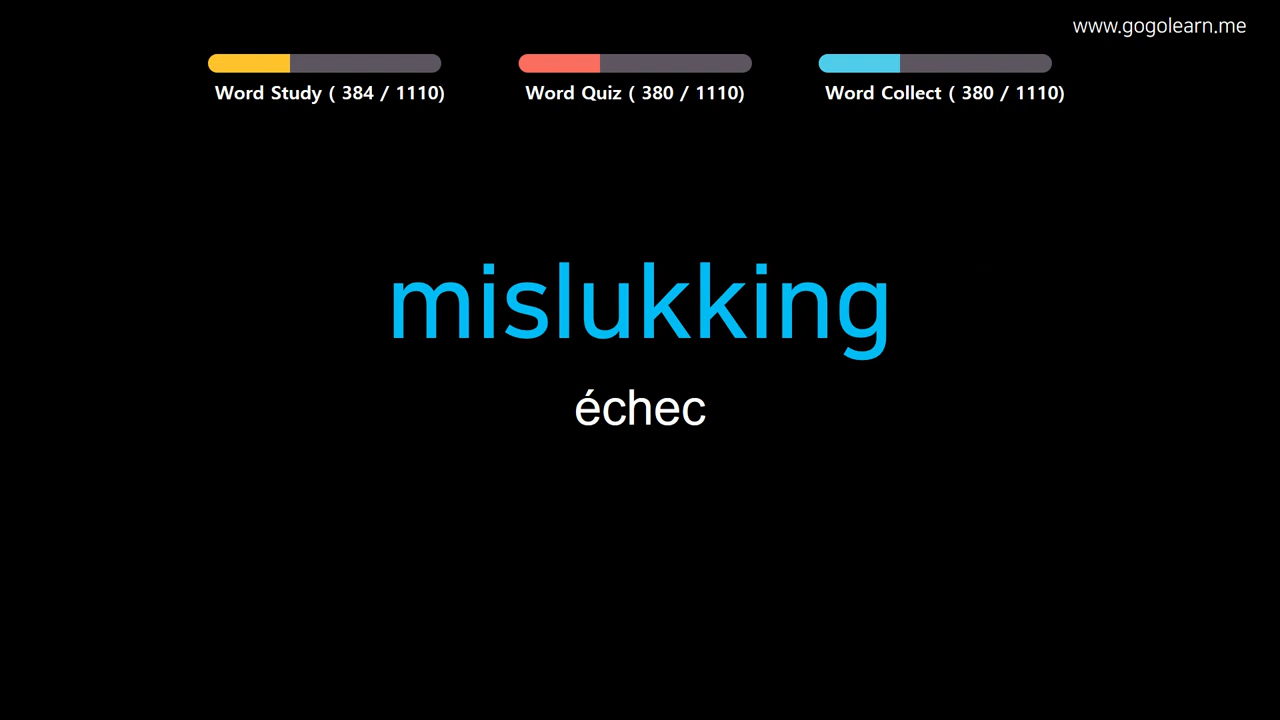 www.gogolearn.me
Word Study ( 384 / 1110)
Word Quiz ( 380 / 1110)
Word Collect ( 380 / 1110)
mislukking
échec